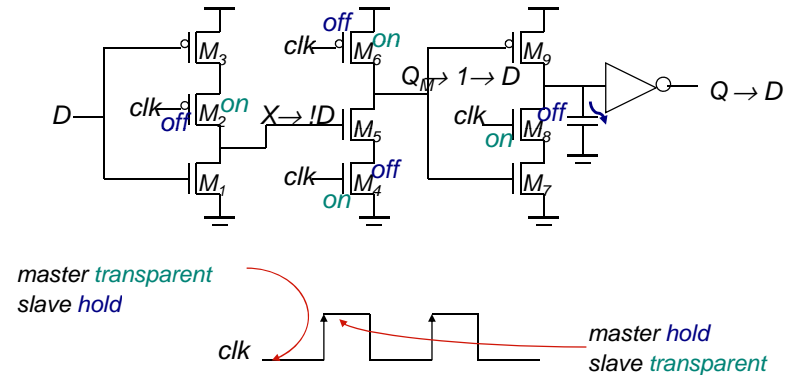 off
clk
on
M3
M6
M9
QM → 1 → D
Q → D
clk
on
off
M2
D
X → !D
M5
clk
off
on
M8
M1
clk
off
on
M4
M7
master transparent
slave hold
clk
master hold
slave transparent